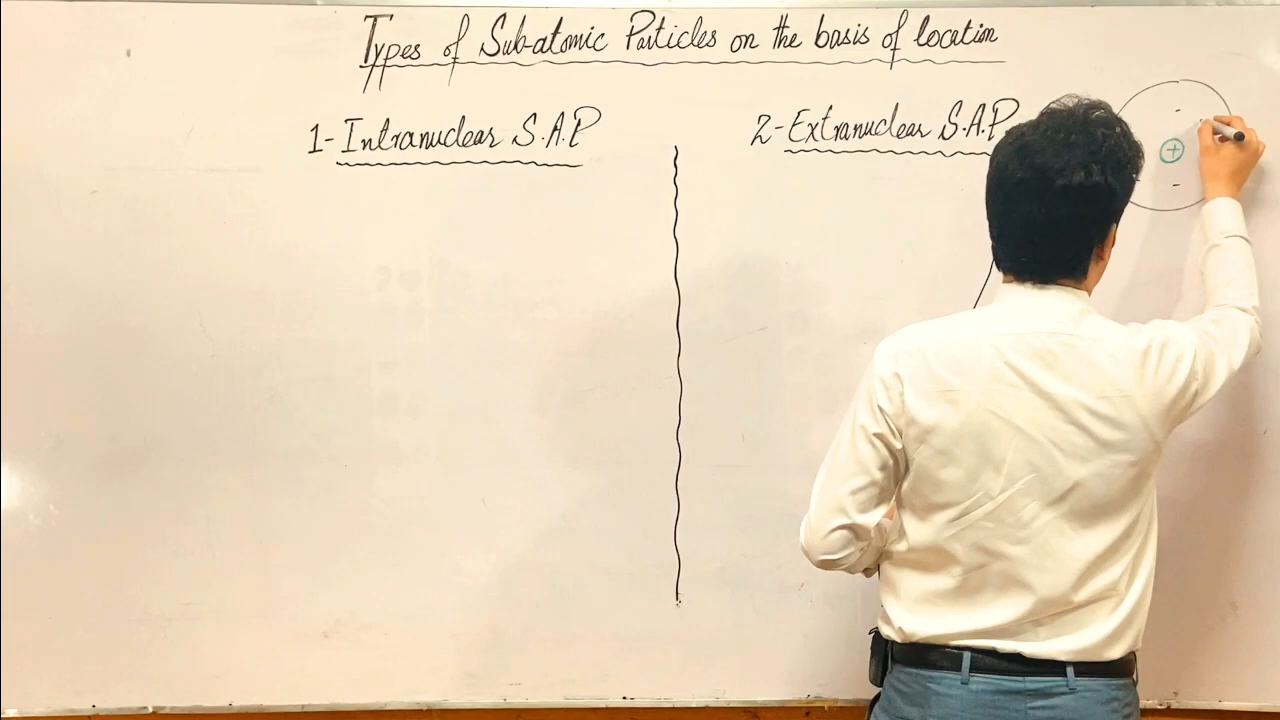 Types of Sub-atomic Particles on the basis of location
1- Intranuclear S.A.P
2- Extranuclear S.A.P
-
+
-